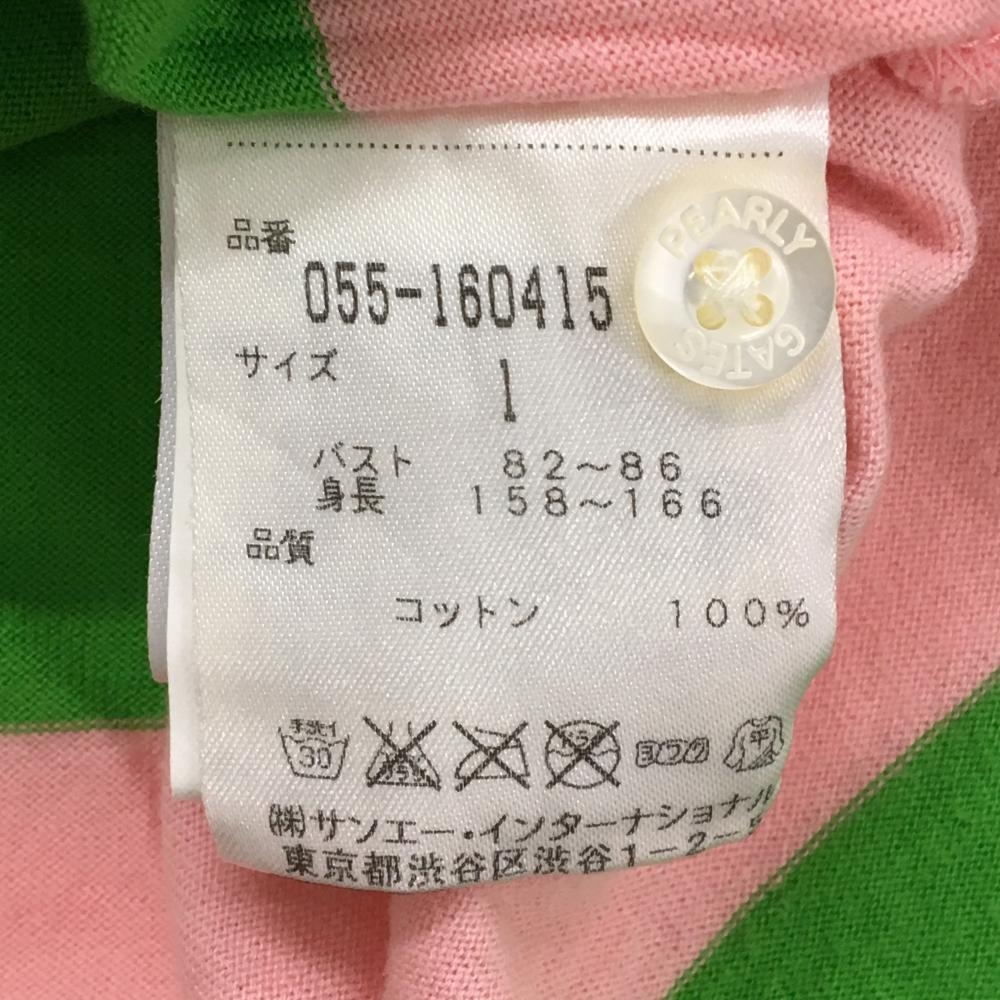 品番
055-160415
PEARLY
GATES
サイズ
1
バスト 82~86
身長 158~166
品質
コットン 100%
手洗イ
30
ヨワク
平
(株)サンエー・インターナショナル
東京都渋谷区渋谷1-2-